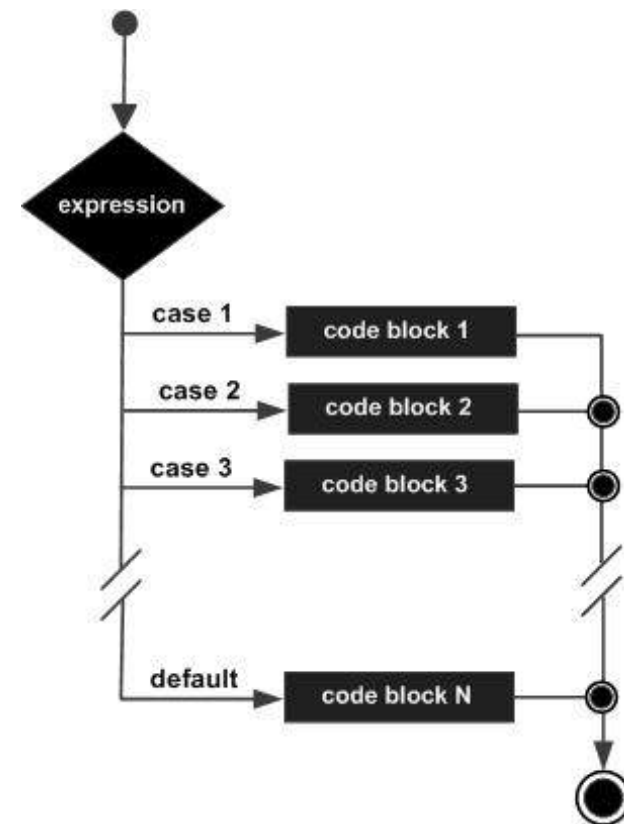 expression
case 1
code block 1
case 2
code block 2
case 3
code block 3
default
code block N